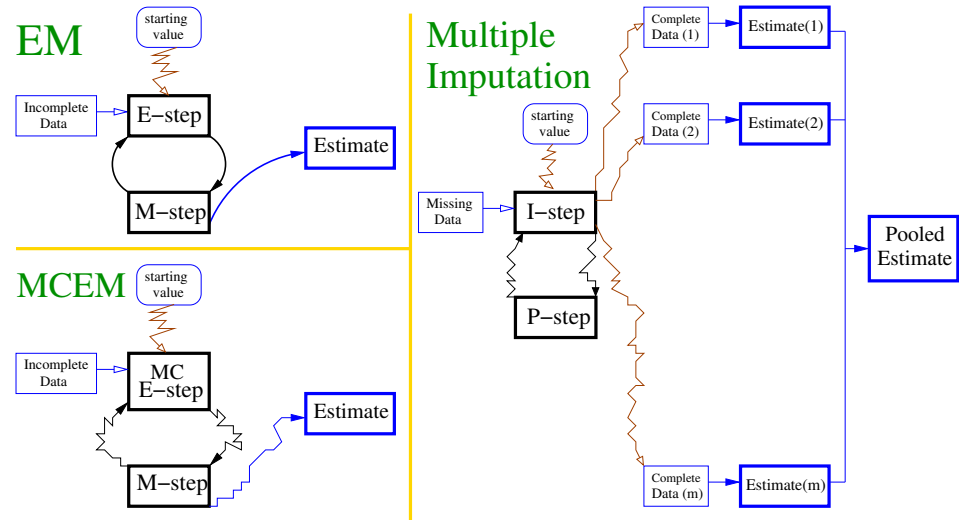 EM
starting
value
Incomplete
Data
E-step
M-step
Estimate
MCEM
starting
value
Incomplete
Data
MC
E-step
M-step
Estimate
Multiple
Imputation
starting
value
Missing
Data
I-step
P-step
Complete
Data (1)
Estimate(1)
Complete
Data (2)
Estimate(2)
Complete
Data (m)
Estimate(m)
Pooled
Estimate